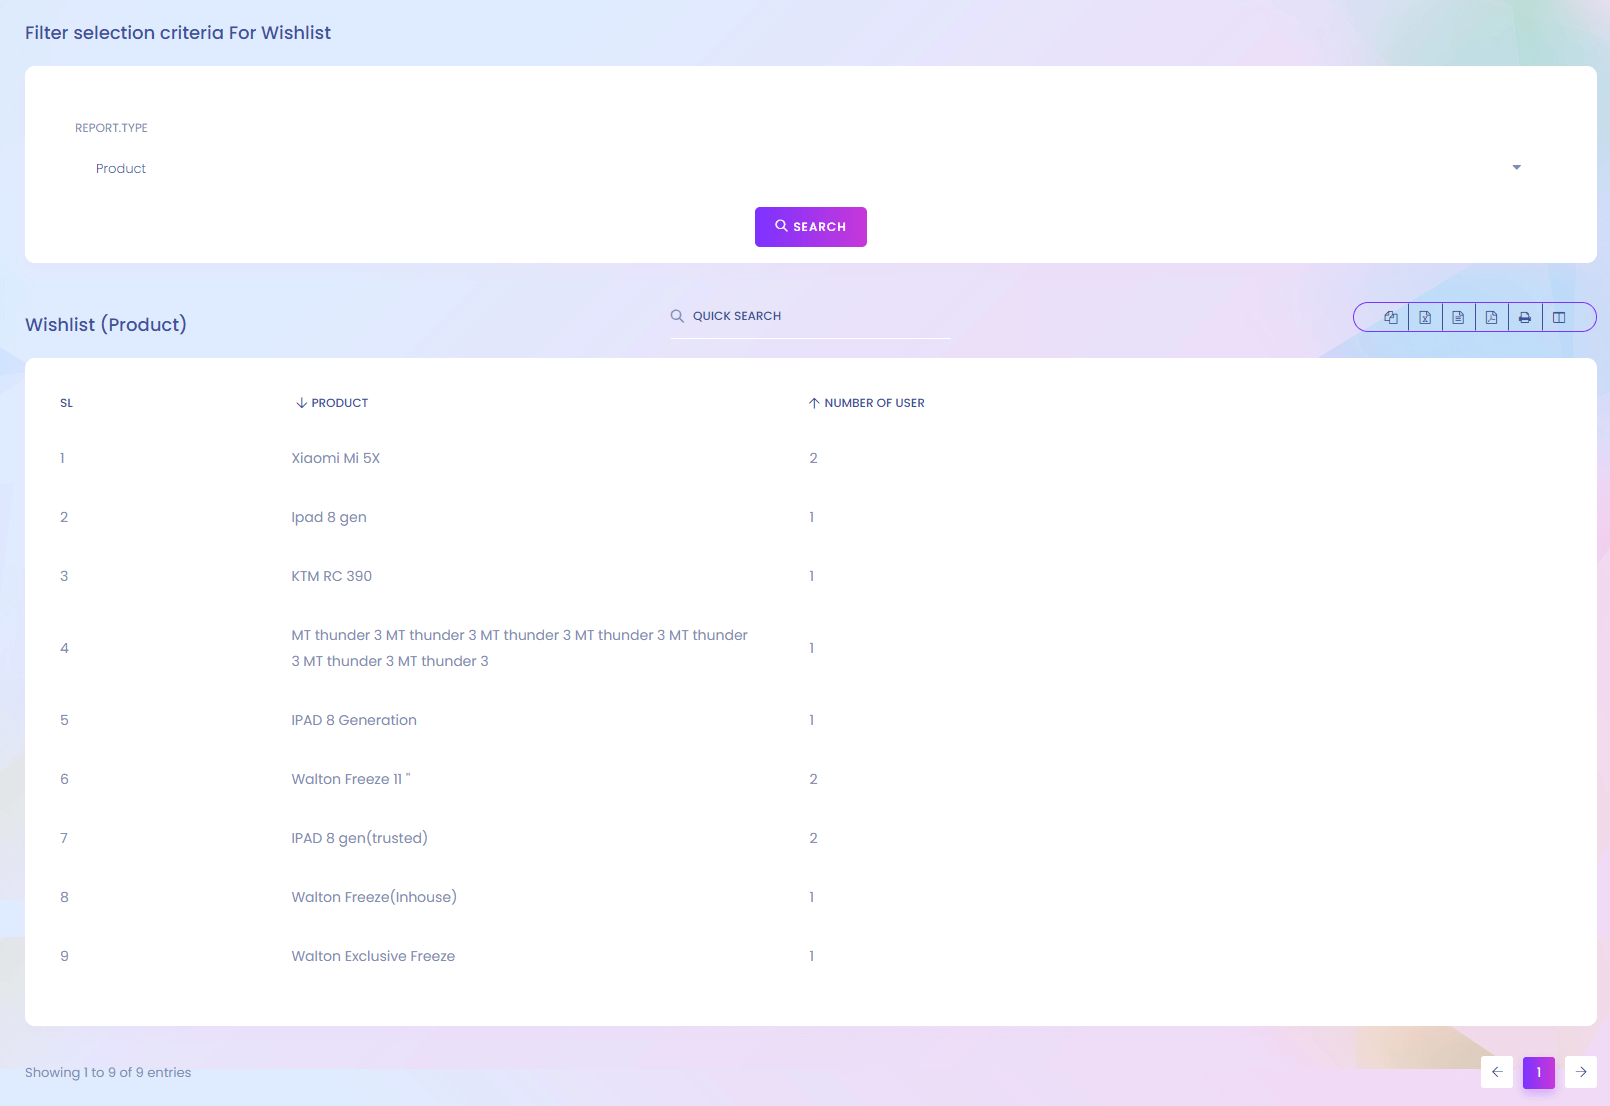 Filter selection criteria For Wishlist
REPORT.TYPE
Product
SEARCH
Wishlist (Product)
QUICK SEARCH
SL PRODUCT NUMBER OF USER
1 Xiaomi Mi 5X 2
2 Ipad 8 gen 1
3 KTM RC 390 1
4 MT thunder 3 MT thunder 3 MT thunder 3 MT thunder 3 MT thunder 1
3 MT thunder 3 MT thunder 3
5 IPAD 8 Generation 1
6 Walton Freeze 11 " 2
7 IPAD 8 gen(trusted) 2
8 Walton Freeze(Inhouse) 1
9 Walton Exclusive Freeze 1
Showing 1 to 9 of 9 entries
1